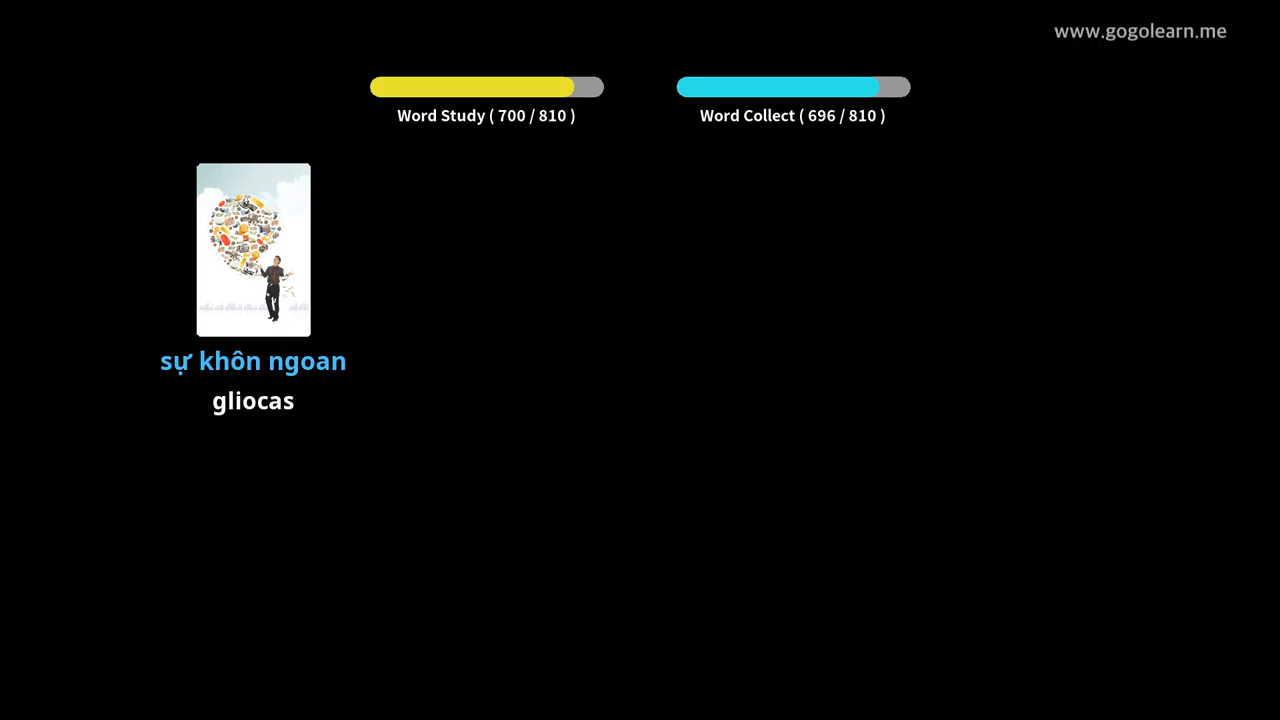 www.gogolearn.me
Word Study ( 700 / 810 )
Word Collect ( 696 / 810 )
sự khôn ngoan
gliocas